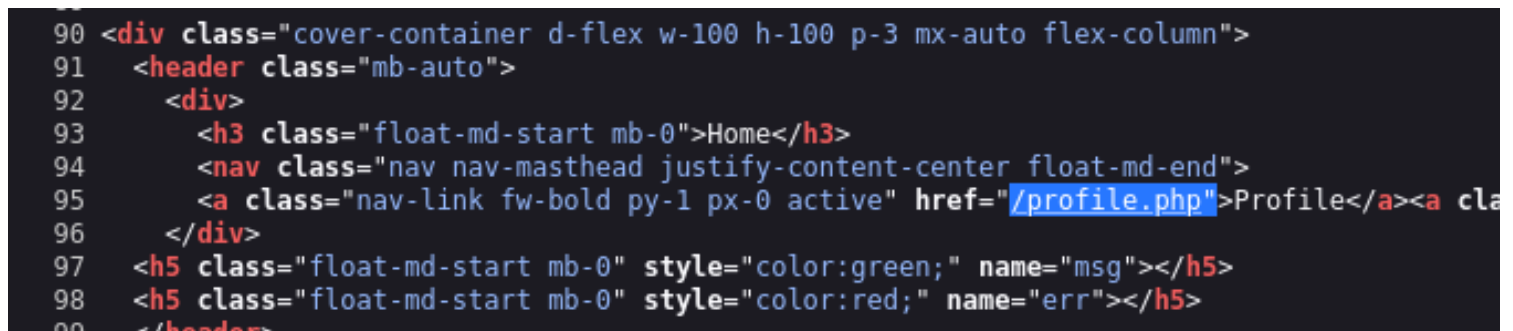 90 <div class="cover-container d-flex w-100 h-100 p-3 mx-auto flex-column">
91 <header class="mb-auto">
92 <div>
93 <h3 class="float-md-start mb-0">Home</h3>
94 <nav class="nav nav-masthead justify-content-center float-md-end">
95 <a class="nav-link fw-bold py-1 px-0 active" href="/profile.php">Profile</a><a cla
96 </div>
97 <h5 class="float-md-start mb-0" style="color:green;" name="msg"></h5>
98 <h5 class="float-md-start mb-0" style="color:red;" name="err"></h5>
99 </header>